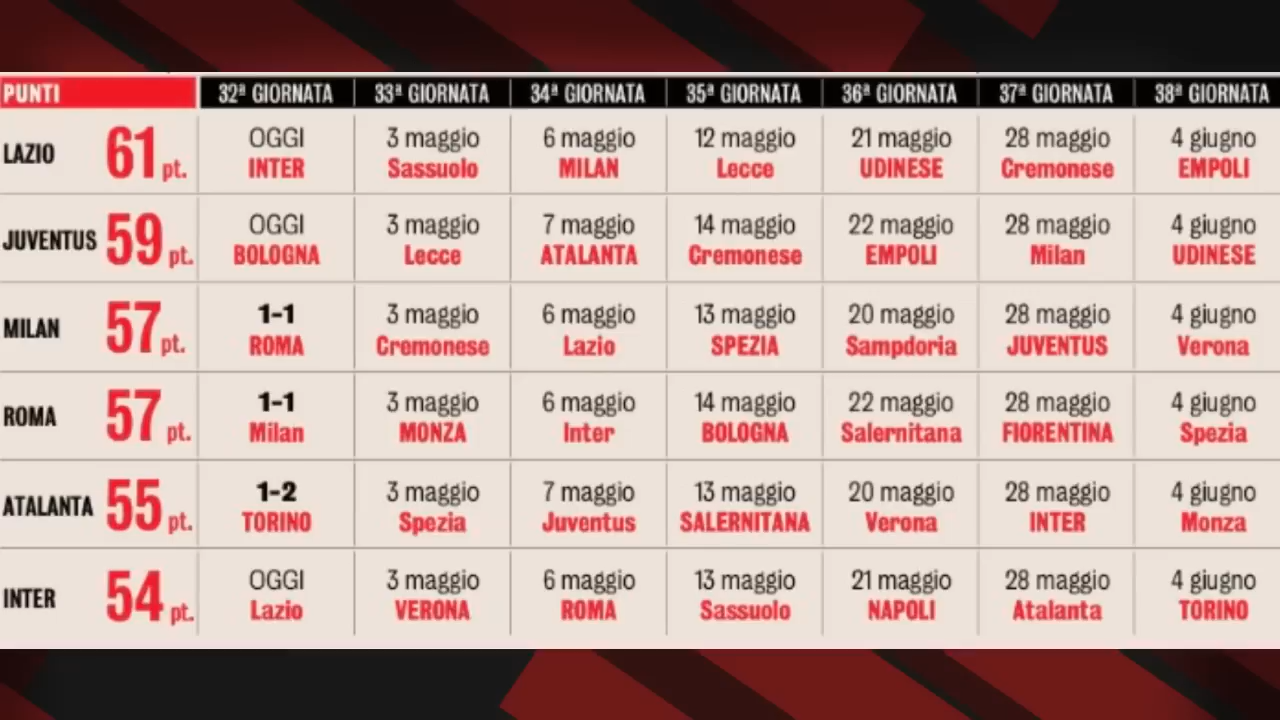 PUNTI 32ª GIORNATA 33ª GIORNATA 34ª GIORNATA 35ª GIORNATA 36ª GIORNATA 37ª GIORNATA 38ª GIORNATA
LAZIO 61 pt. OGGI 3 maggio 6 maggio 12 maggio 21 maggio 28 maggio 4 giugno
INTER Sassuolo MILAN Lecce UDINESE Cremonese EMPOLI
JUVENTUS 59 pt. OGGI 3 maggio 7 maggio 14 maggio 22 maggio 28 maggio 4 giugno
BOLOGNA Lecce ATALANTA Cremonese EMPOLI Milan UDINESE
MILAN 57 pt. 1-1 3 maggio 6 maggio 13 maggio 20 maggio 28 maggio 4 giugno
ROMA Cremonese Lazio SPEZIA Sampdoria JUVENTUS Verona
ROMA 57 pt. 1-1 3 maggio 6 maggio 14 maggio 22 maggio 28 maggio 4 giugno
Milan MONZA Inter BOLOGNA Salernitana FIORENTINA Spezia
ATALANTA 55 pt. 1-2 3 maggio 7 maggio 13 maggio 20 maggio 28 maggio 4 giugno
TORINO Spezia Juventus SALERNITANA Verona INTER Monza
INTER 54 pt. OGGI 3 maggio 6 maggio 13 maggio 21 maggio 28 maggio 4 giugno
Lazio VERONA ROMA Sassuolo NAPOLI Atalanta TORINO